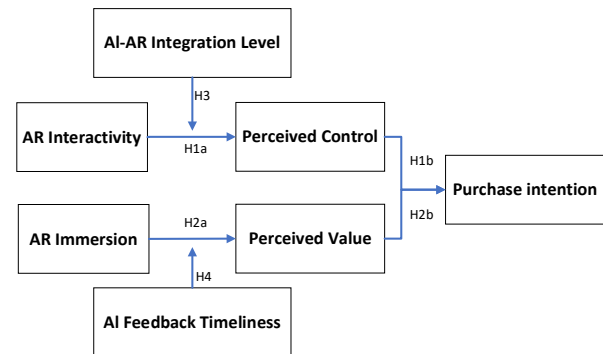 AI-AR Integration Level
H3
AR Interactivity
H1a
Perceived Control
H1b
Purchase intention
AR Immersion
H2a
Perceived Value
H2b
H4
AI Feedback Timeliness